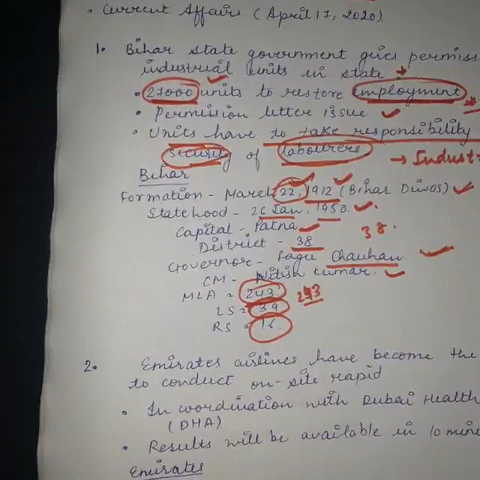 • Current Affairs (April 17, 2020)
1. Bihar state government gives permiss
industrial units in state
• 27000 units to restore employment
• Permission letter issue
• Units have to take responsibility
security of labourers → Indust
Bihar
Formation - March 22, 1912 (Bihar Diwas)
Statehood - 26 Jan. 1950.
Capital - Patna
District - 38 38.
Governor - Fagu Chauhan.
CM - Nitish Kumar.
MLA = 243 243
LS = 39
RS = 16
2. Emirates airlines have become the
to conduct on-site rapid
• In coordination with Dubai Health
(DHA)
• Results will be available in 10 mine
Emirates